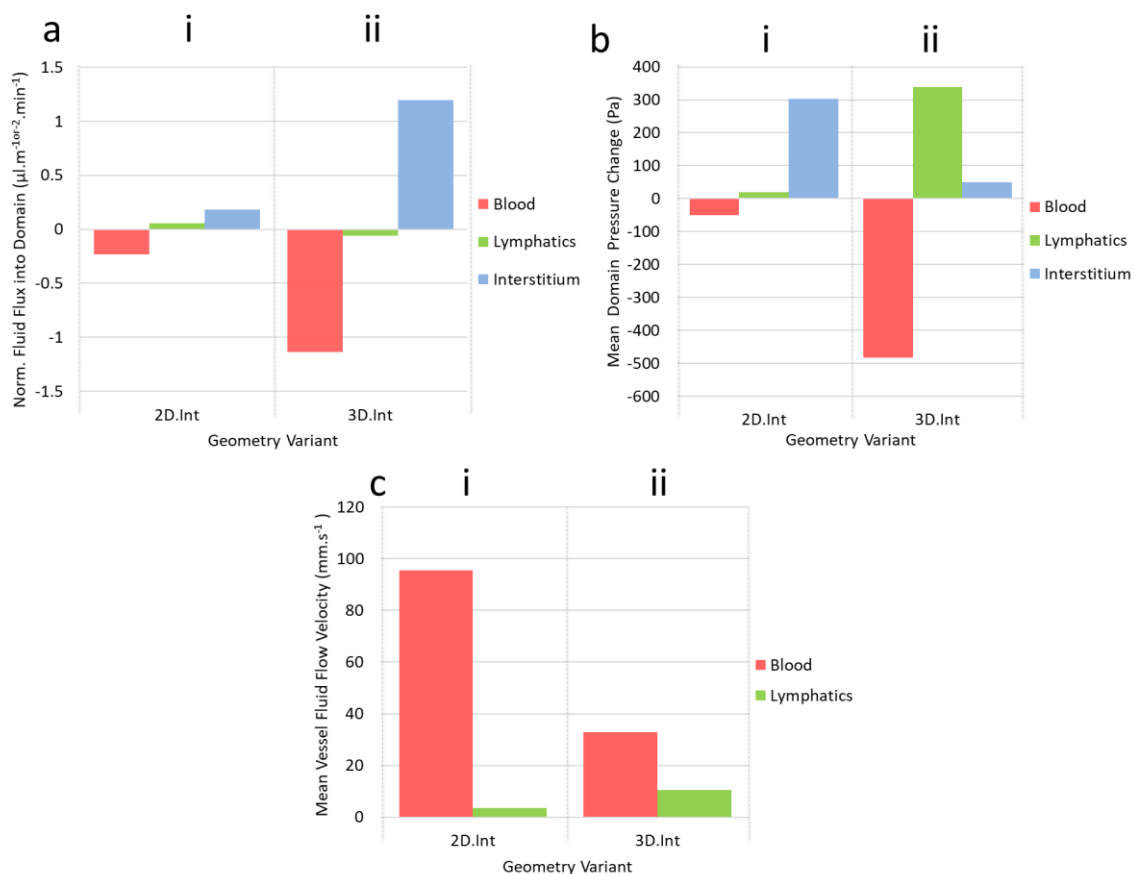 a i ii
Norm. Fluid Flux into Domain (µl.m⁻¹ᵒʳ⁻².min⁻¹)
1.5
1
0.5
0
-0.5
-1
-1.5
2D.Int 3D.Int
Geometry Variant
Blood
Lymphatics
Interstitium
b i ii
Mean Domain Pressure Change (Pa)
400
300
200
100
0
-100
-200
-300
-400
-500
-600
2D.Int 3D.Int
Geometry Variant
Blood
Lymphatics
Interstitium
c i ii
Mean Vessel Fluid Flow Velocity (mm.s⁻¹ )
120
100
80
60
40
20
0
2D.Int 3D.Int
Geometry Variant
Blood
Lymphatics